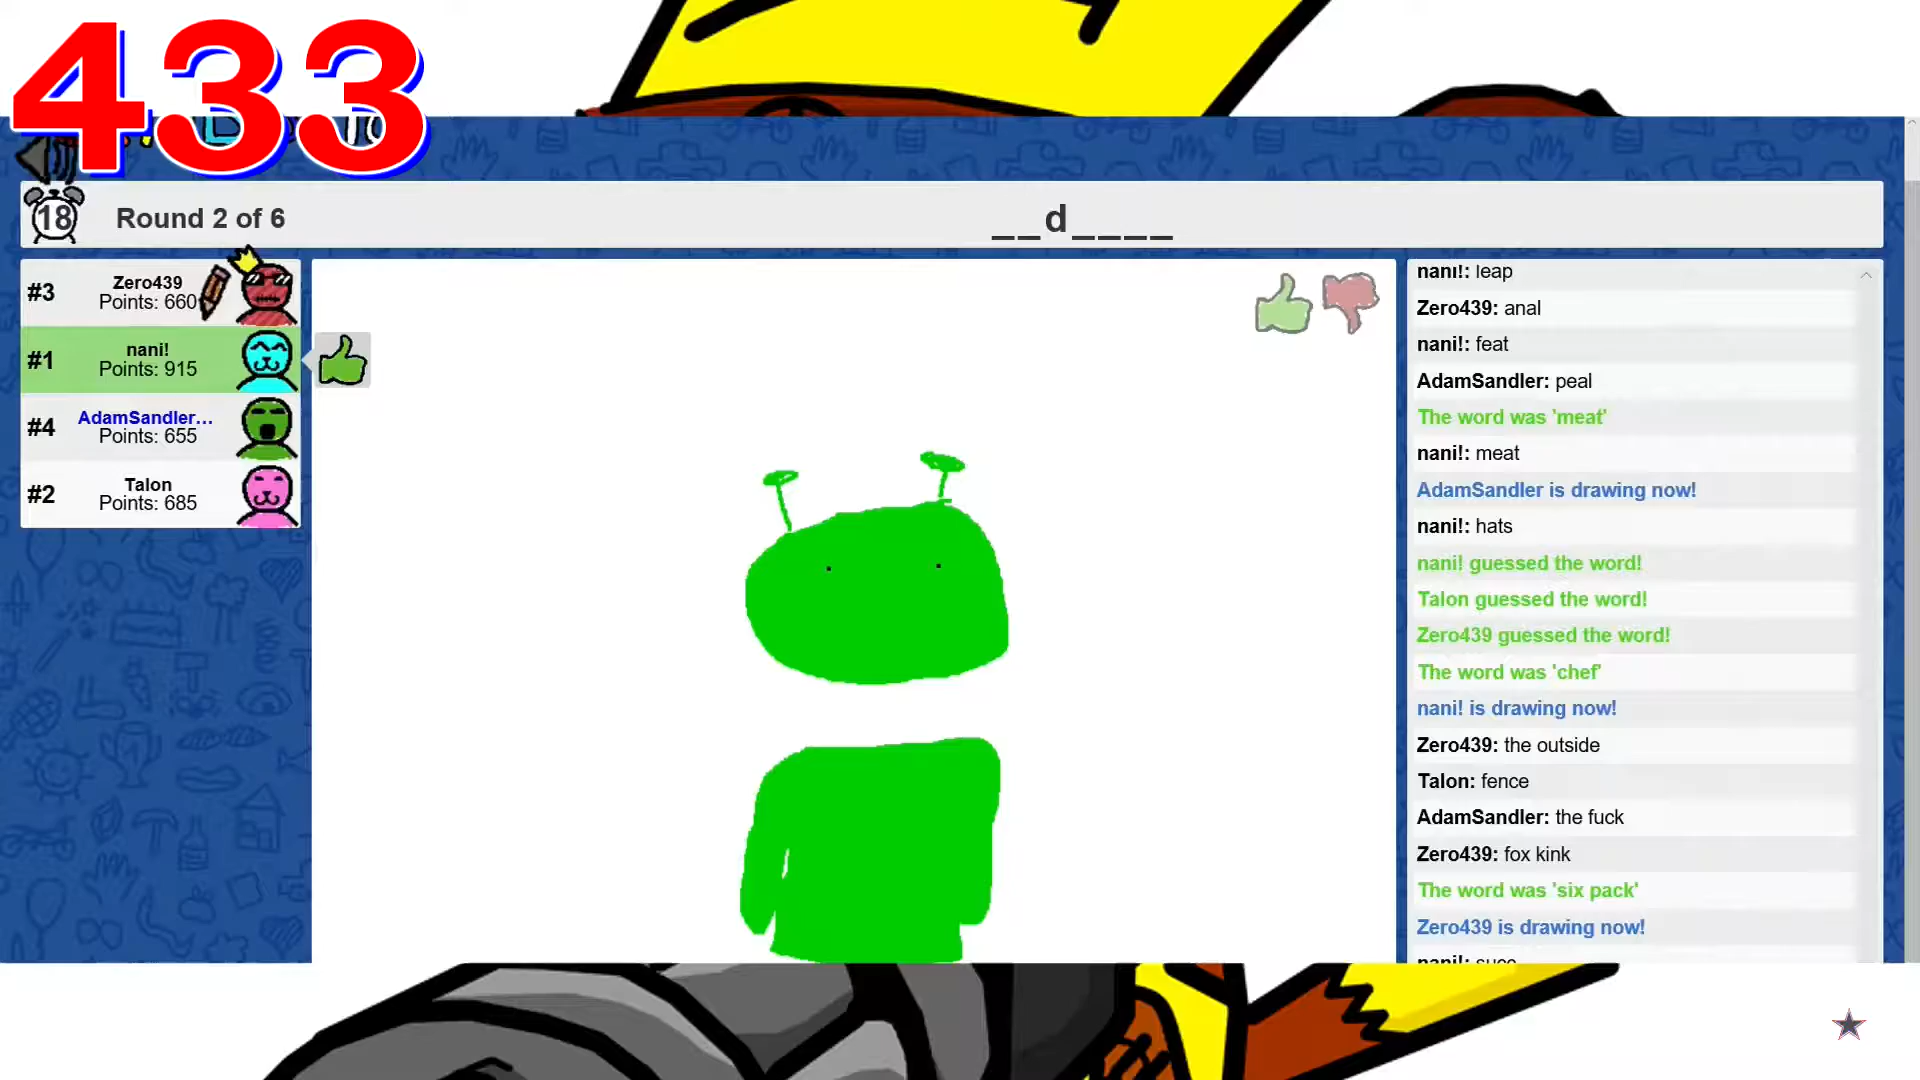 433
18
Round 2 of 6
__d____
#3
Zero439
Points: 660
#1
nani!
Points: 915
#4
AdamSandler...
Points: 655
#2
Talon
Points: 685
nani!: leap
Zero439: anal
nani!: feat
AdamSandler: peal
The word was 'meat'
nani!: meat
AdamSandler is drawing now!
nani!: hats
nani! guessed the word!
Talon guessed the word!
Zero439 guessed the word!
The word was 'chef'
nani! is drawing now!
Zero439: the outside
Talon: fence
AdamSandler: the fuck
Zero439: fox kink
The word was 'six pack'
Zero439 is drawing now!
nani!: succ